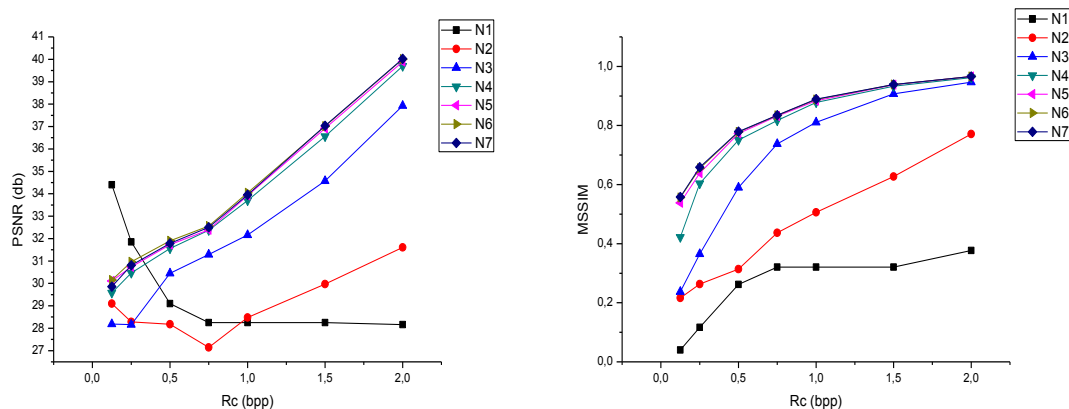 PSNR (db)
41
40
39
38
37
36
35
34
33
32
31
30
29
28
27
0,0
0,5
1,0
1,5
2,0
Rc (bpp)
N1
N2
N3
N4
N5
N6
N7
MSSIM
1,0
0,8
0,6
0,4
0,2
0,0
0,0
0,5
1,0
1,5
2,0
Rc (bpp)
N1
N2
N3
N4
N5
N6
N7